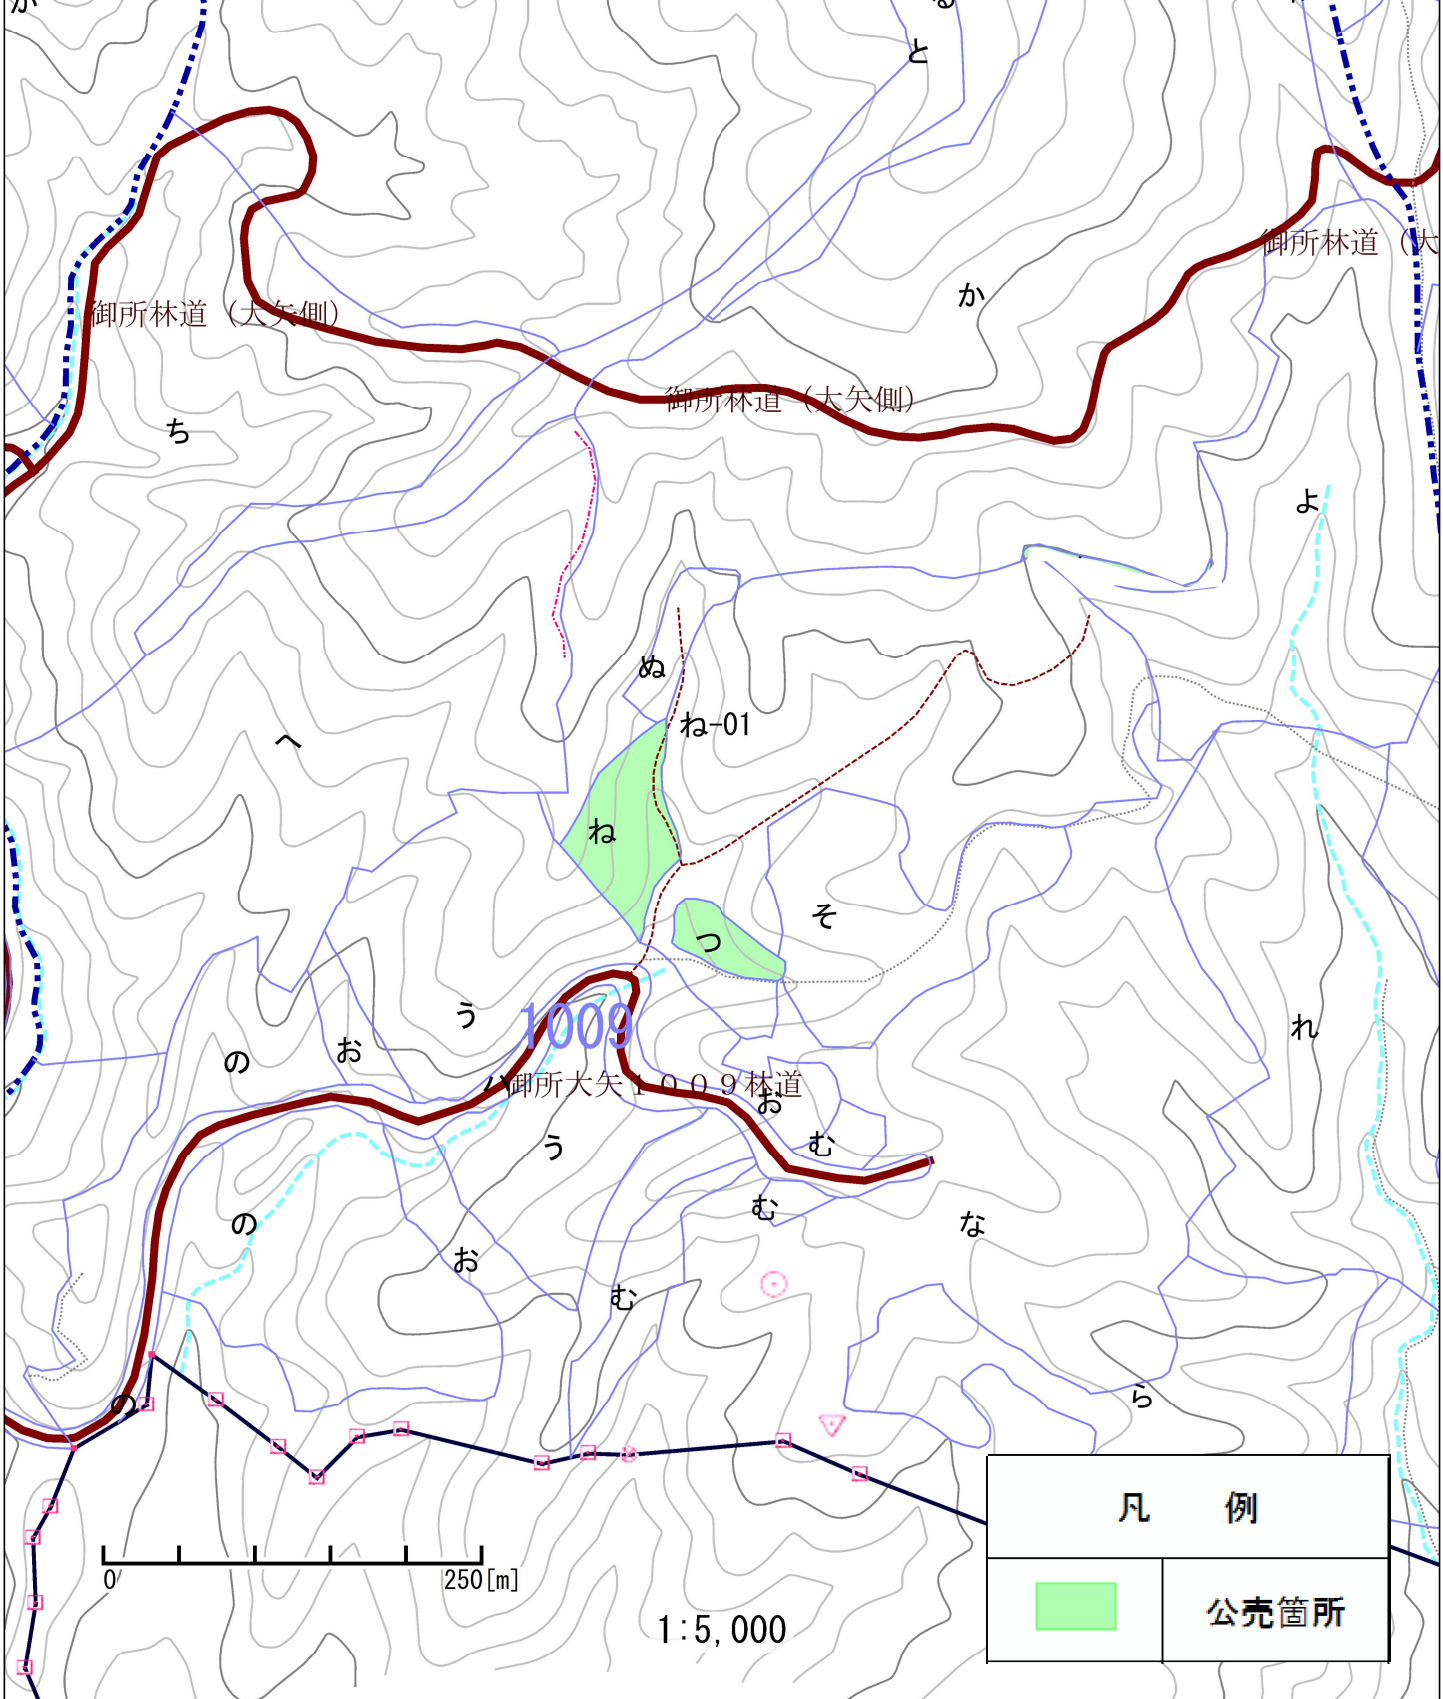 と
か
御所林道（大
御所林道（大矢側）
御所林道（大矢側）
ち
よ
ぬ
ね-01
へ
ね
そ
つ
う
1009
れ
の
お
ハ
御所大矢１００９林道
お
む
う
む
の
な
お
む
ら
の
凡 例
公売箇所
0 250[m]
1:5,000